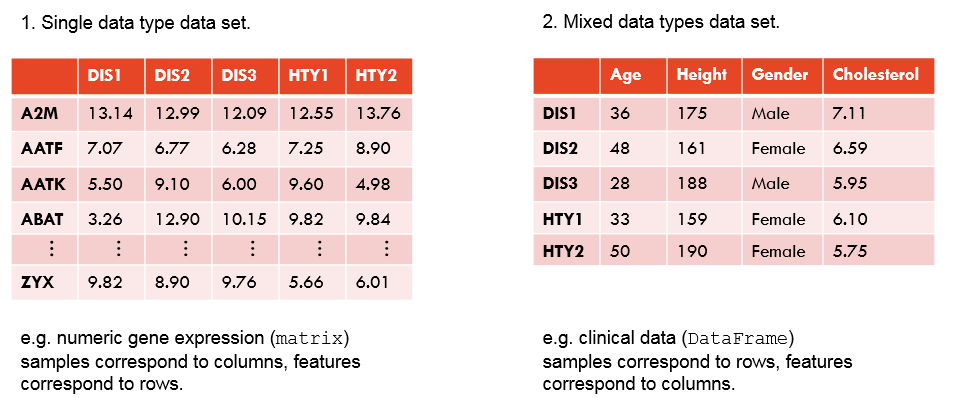 1. Single data type data set.
DIS1 DIS2 DIS3 HTY1 HTY2
A2M 13.14 12.99 12.09 12.55 13.76
AATF 7.07 6.77 6.28 7.25 8.90
AATK 5.50 9.10 6.00 9.60 4.98
ABAT 3.26 12.90 10.15 9.82 9.84
⋮ ⋮ ⋮ ⋮ ⋮ ⋮
ZYX 9.82 8.90 9.76 5.66 6.01
e.g. numeric gene expression (matrix)
samples correspond to columns, features
correspond to rows.
2. Mixed data types data set.
Age Height Gender Cholesterol
DIS1 36 175 Male 7.11
DIS2 48 161 Female 6.59
DIS3 28 188 Male 5.95
HTY1 33 159 Female 6.10
HTY2 50 190 Female 5.75
e.g. clinical data (DataFrame)
samples correspond to rows, features
correspond to columns.